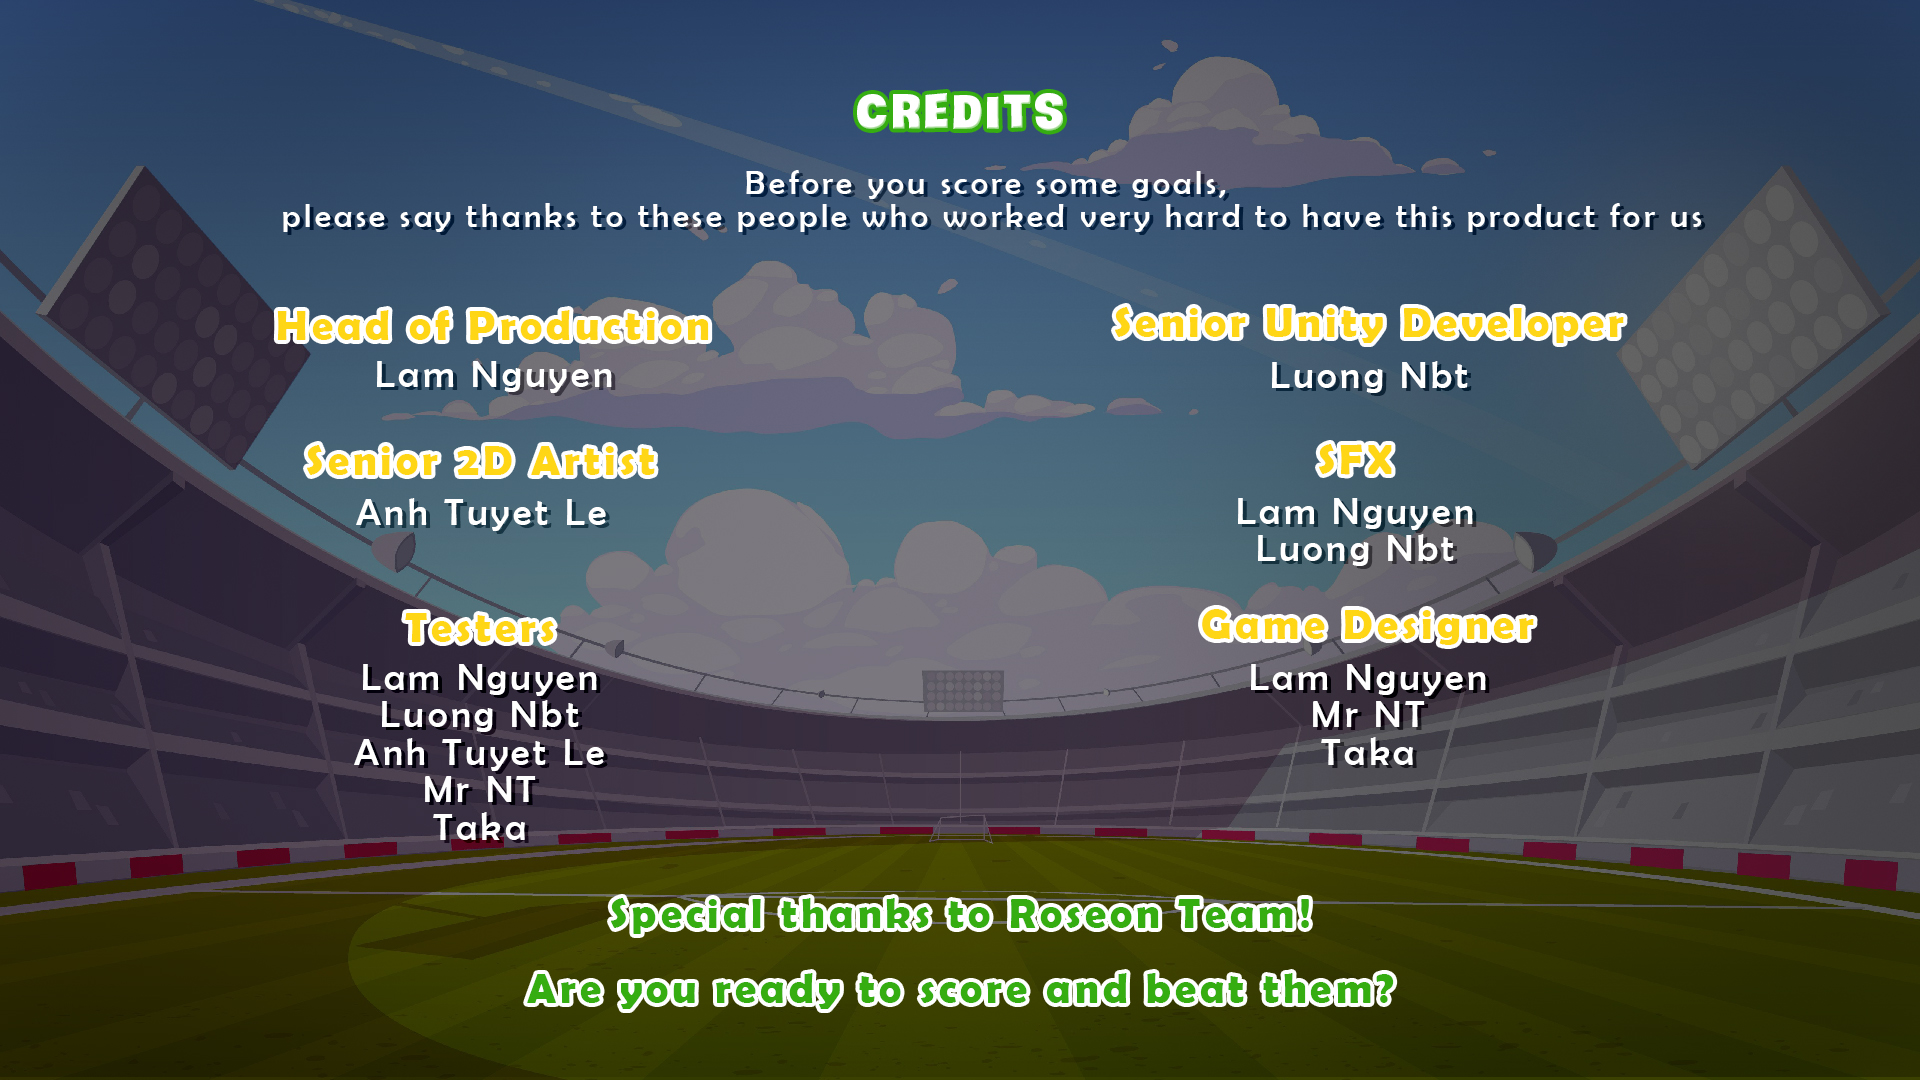 CREDITS
Before you score some goals,
please say thanks to these people who worked very hard to have this product for us
Head of Production
Lam Nguyen
Senior Unity Developer
Luong Nbt
Senior 2D Artist
Anh Tuyet Le
SFX
Lam Nguyen
Luong Nbt
Testers
Lam Nguyen
Luong Nbt
Anh Tuyet Le
Mr NT
Taka
Game Designer
Lam Nguyen
Mr NT
Taka
Special thanks to Roseon Team!
Are you ready to score and beat them?